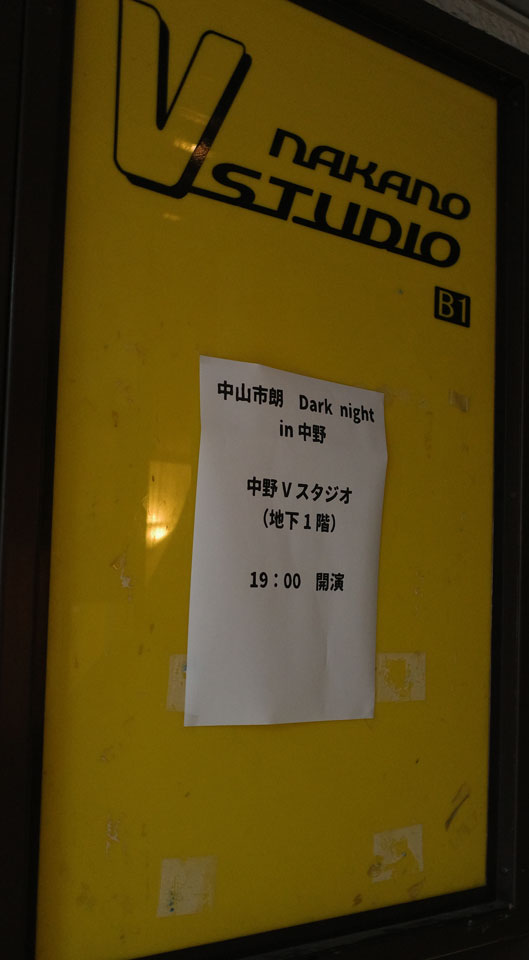 V NAKANO
STUDIO
B1
中山市朗 Dark night
in 中野
中野Vスタジオ
（地下1階）
19：00 開演